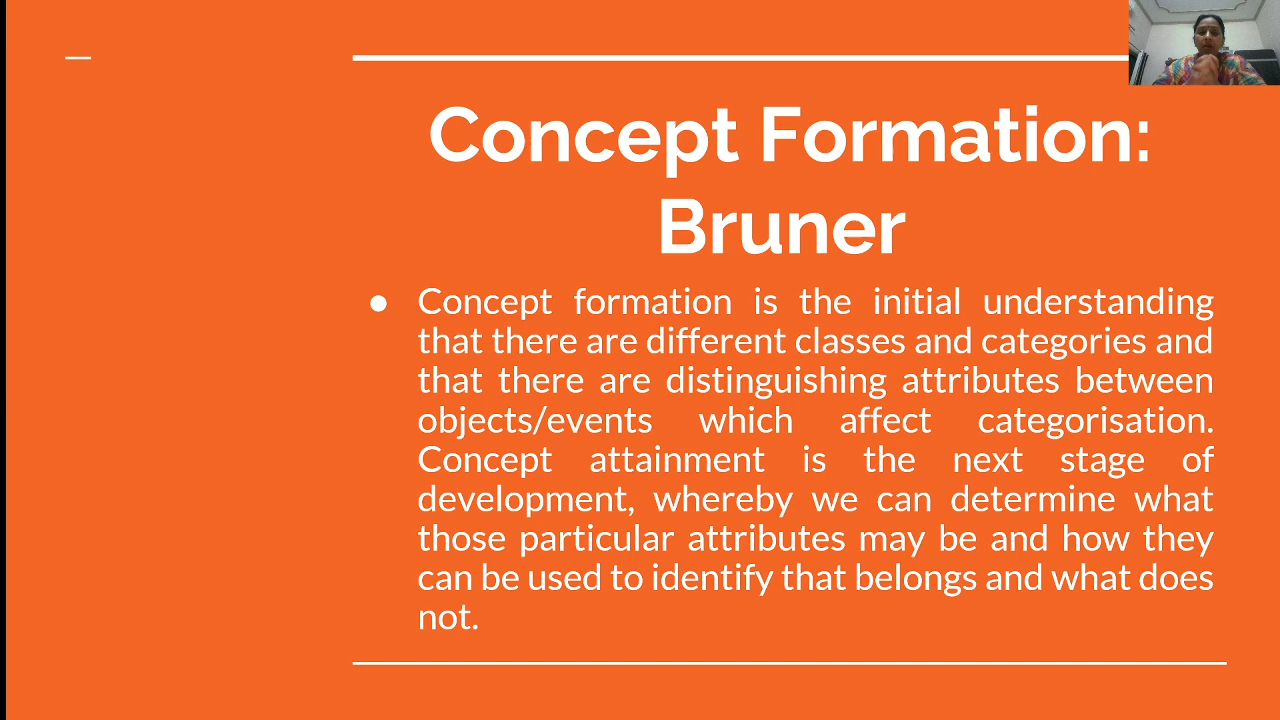 Concept Formation:
Bruner
● Concept formation is the initial understanding
that there are different classes and categories and
that there are distinguishing attributes between
objects/events which affect categorisation.
Concept attainment is the next stage of
development, whereby we can determine what
those particular attributes may be and how they
can be used to identify that belongs and what does
not.